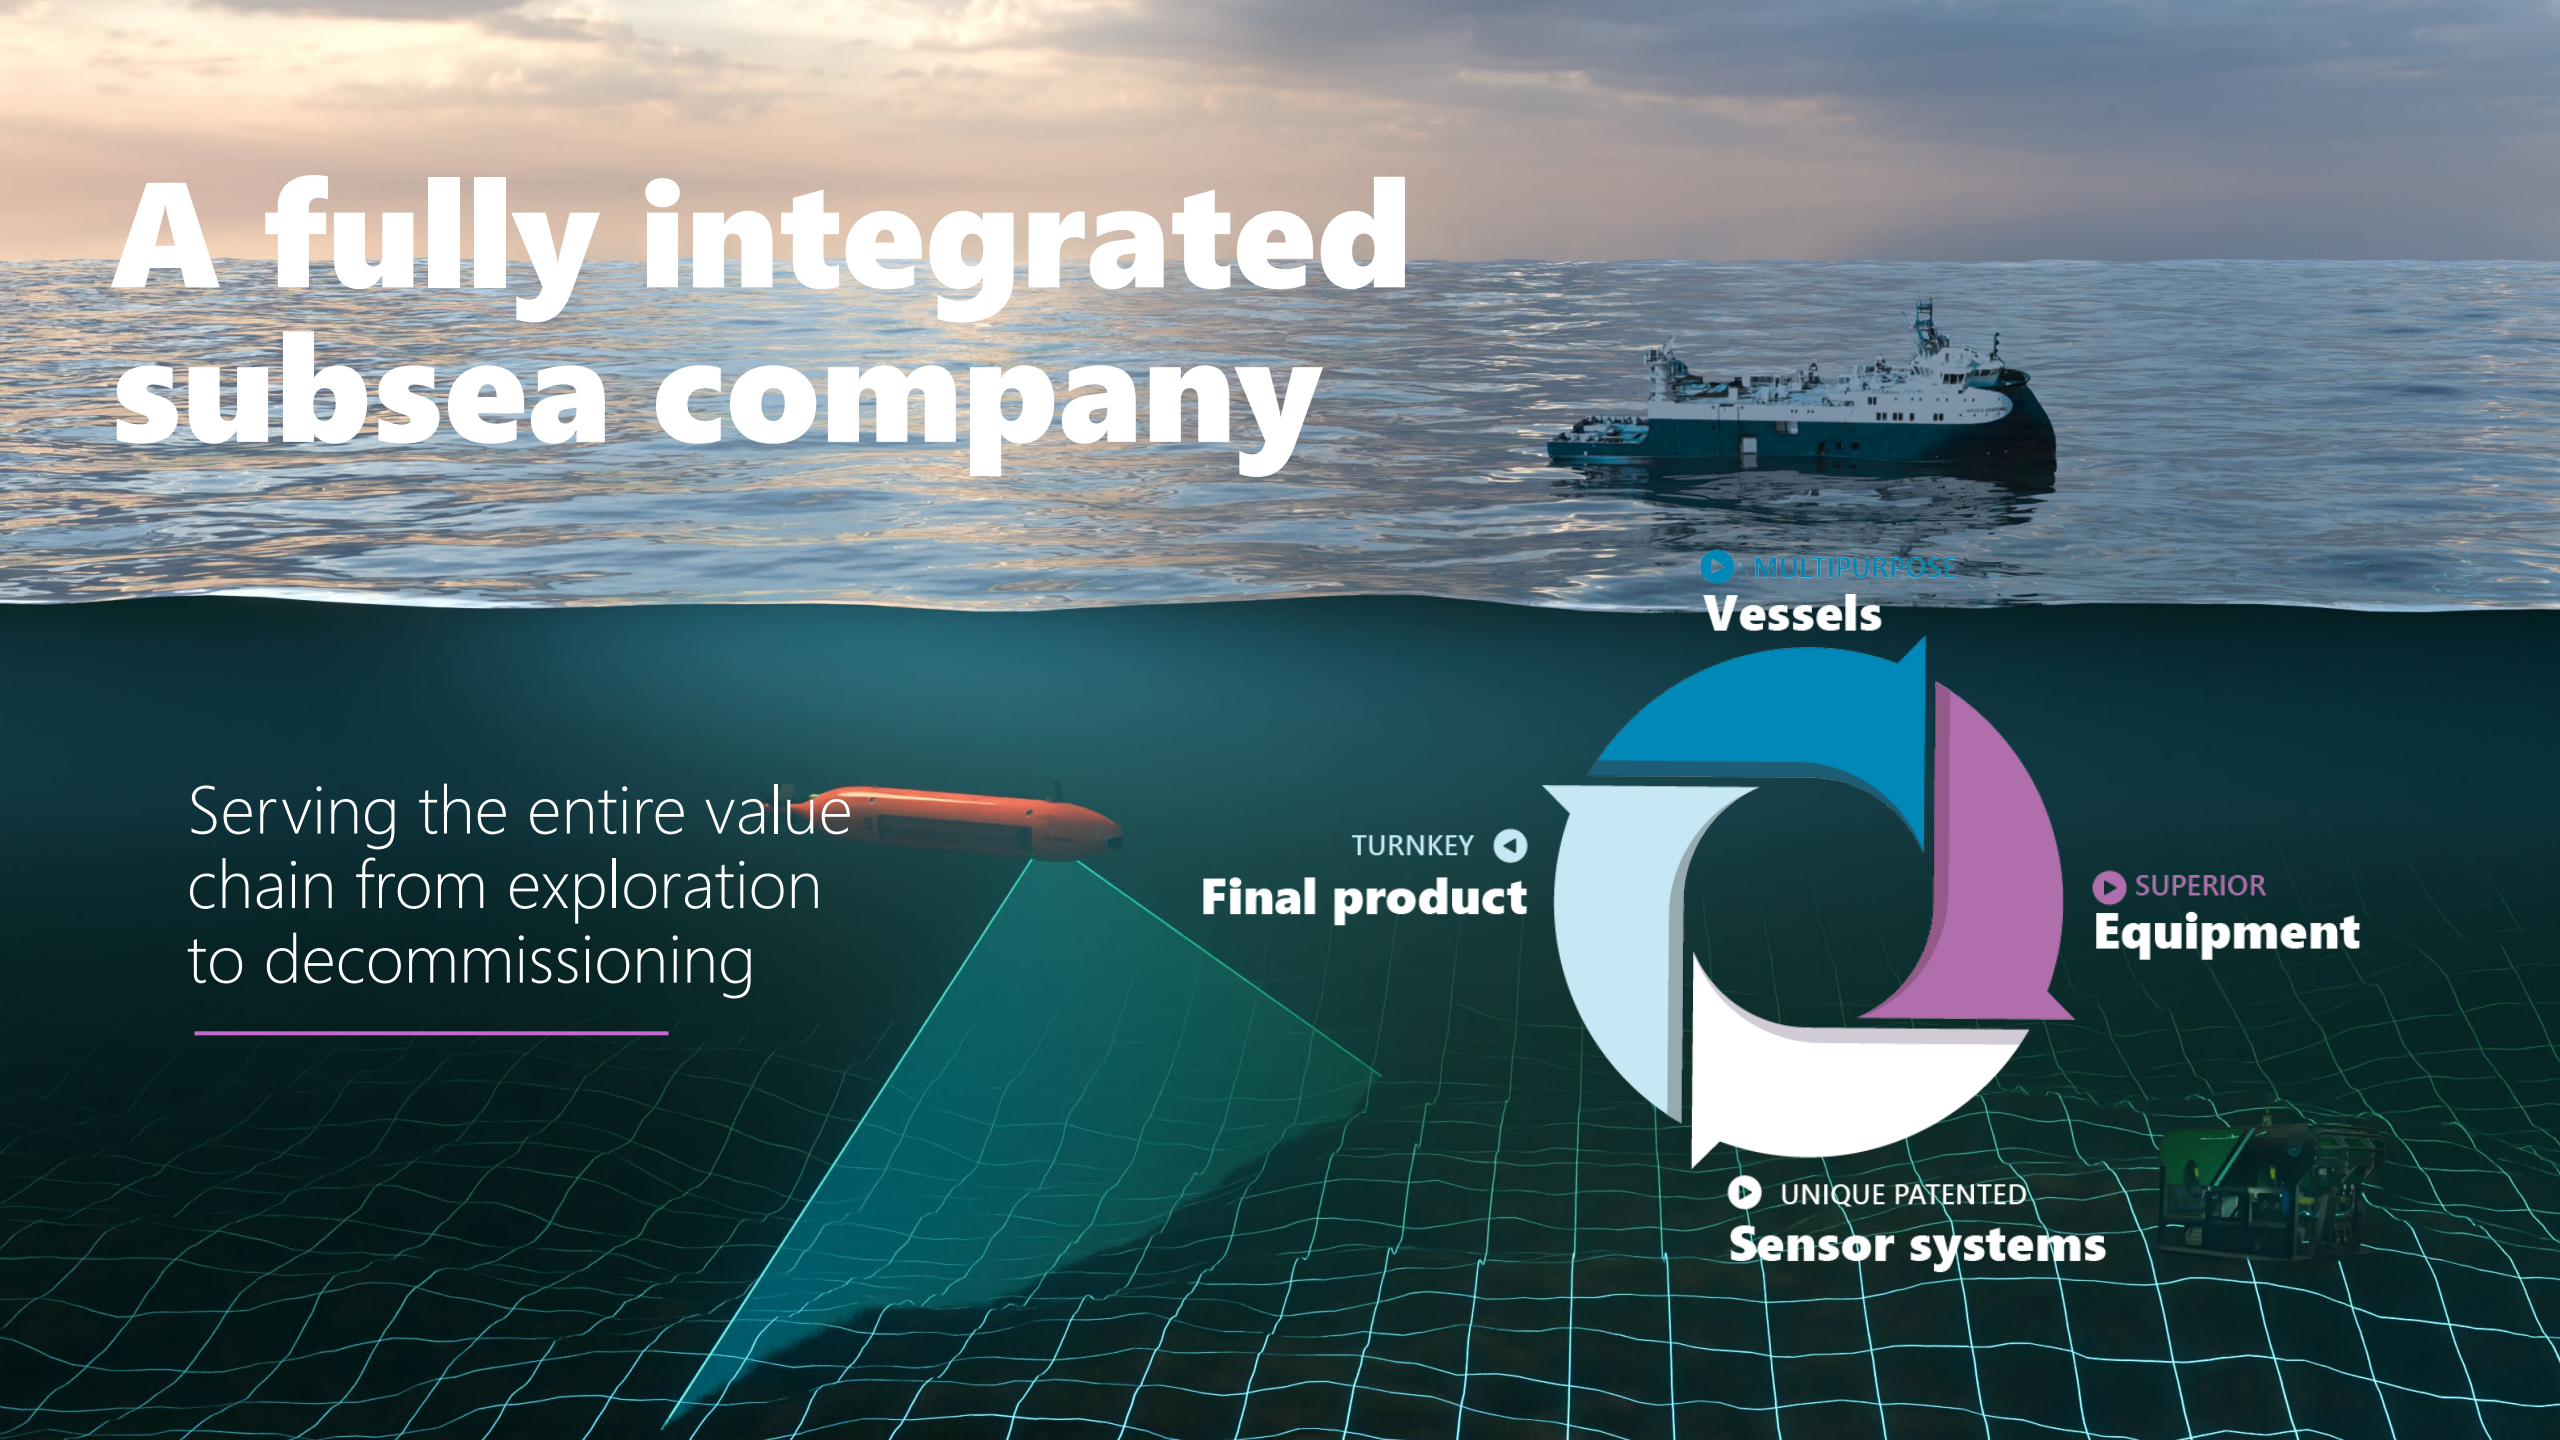 A fully integrated
subsea company
MULTIPURPOSE
Vessels
Serving the entire value
chain from exploration
to decommissioning
TURNKEY
Final product
SUPERIOR
Equipment
UNIQUE PATENTED
Sensor systems